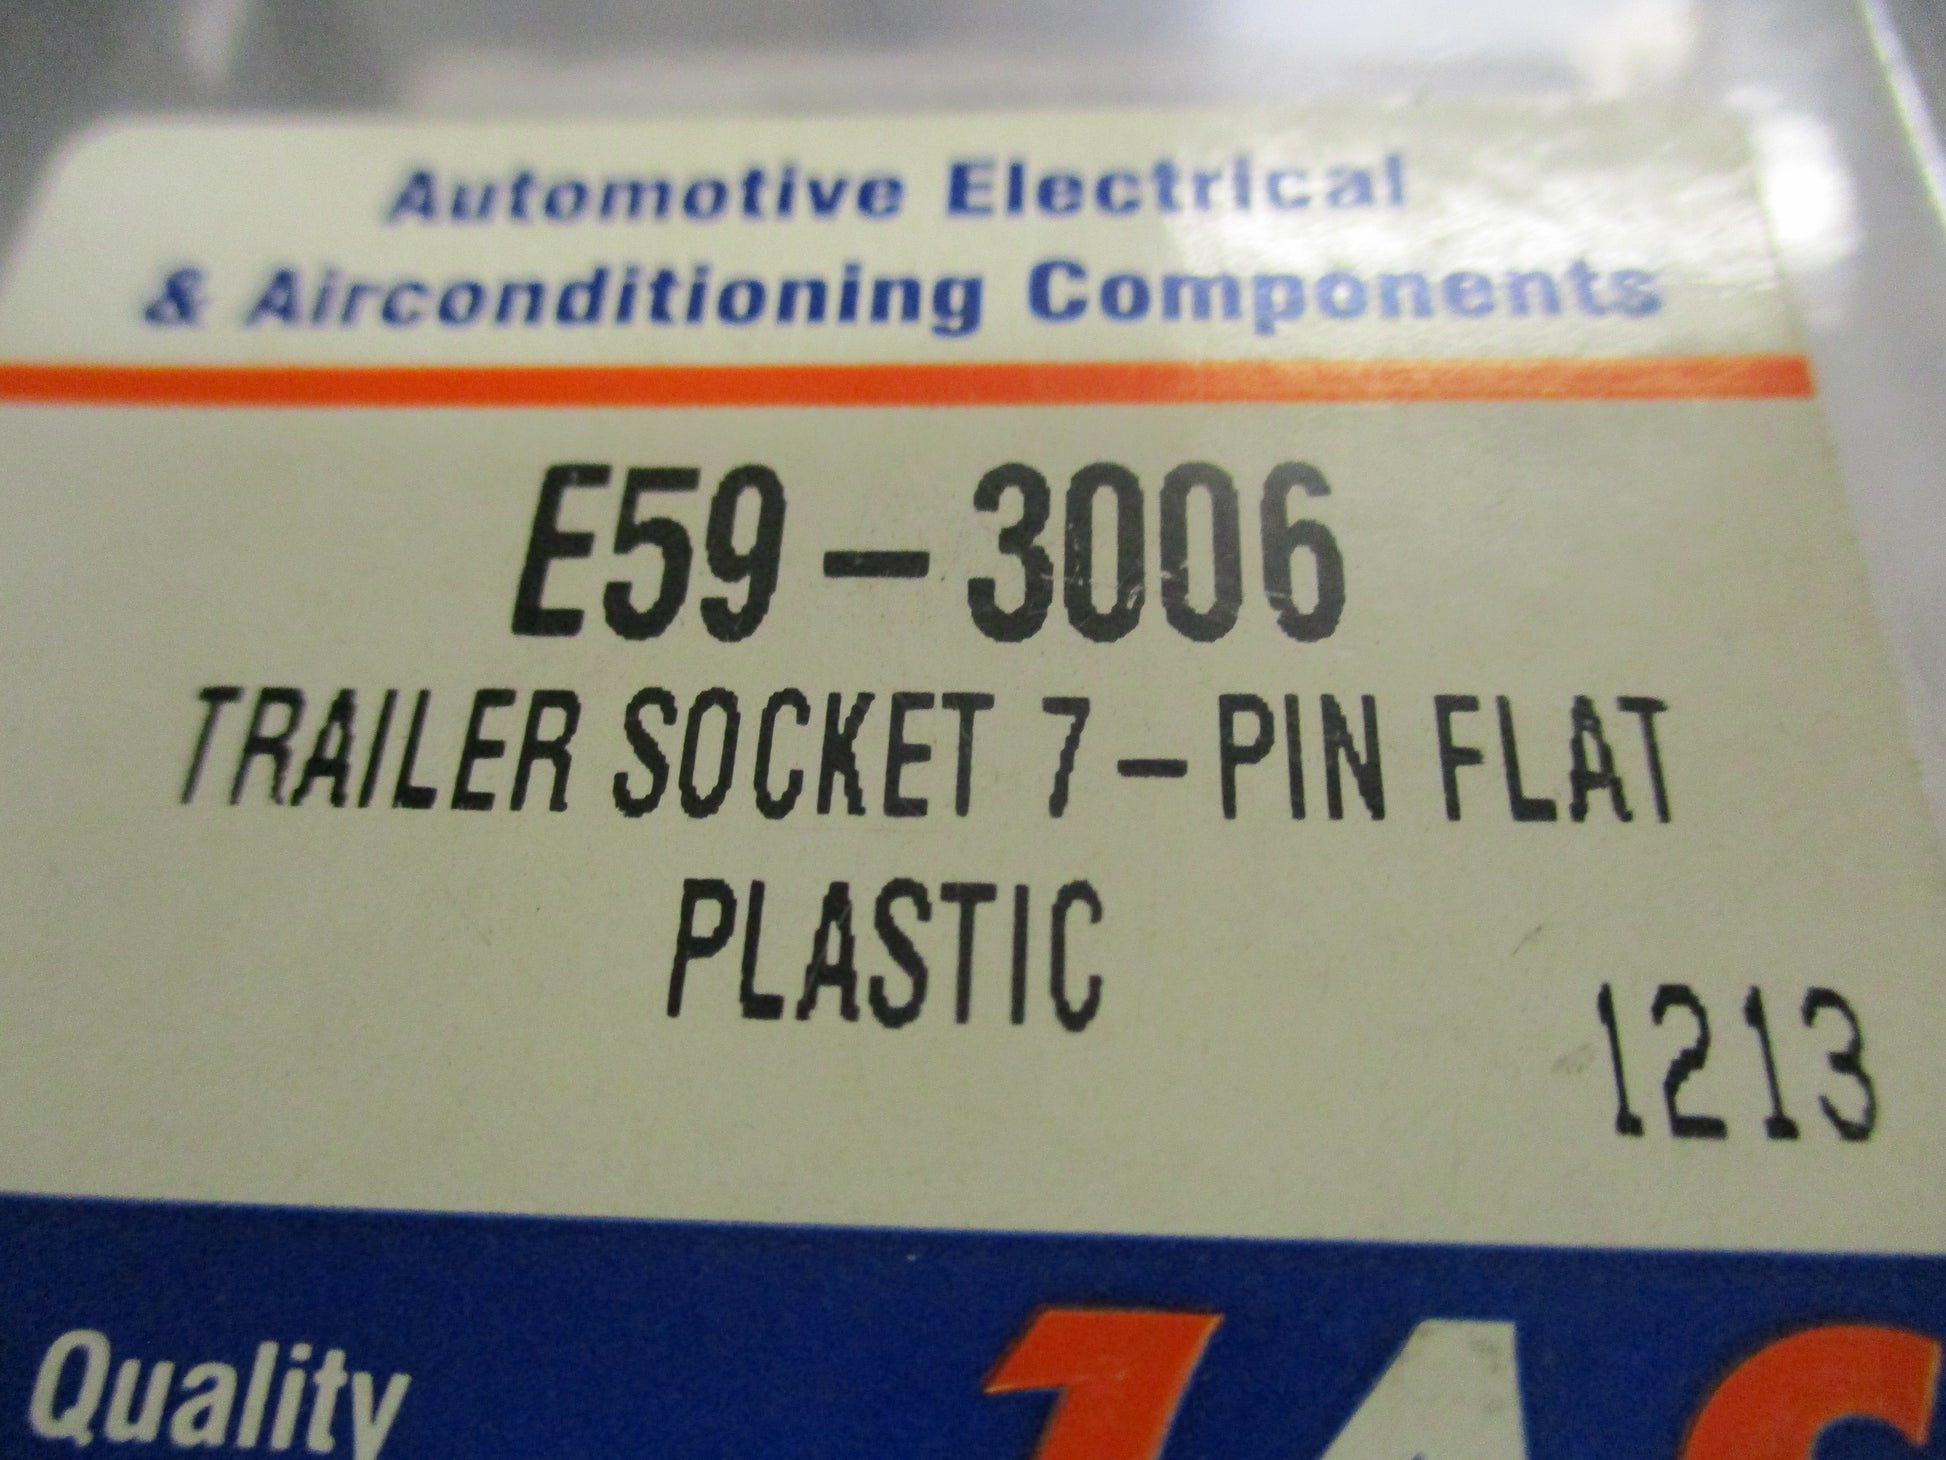 Automotive Electrical
& Airconditioning Components
E59-3006
TRAILER SOCKET 7-PIN FLAT
PLASTIC
1213
Quality